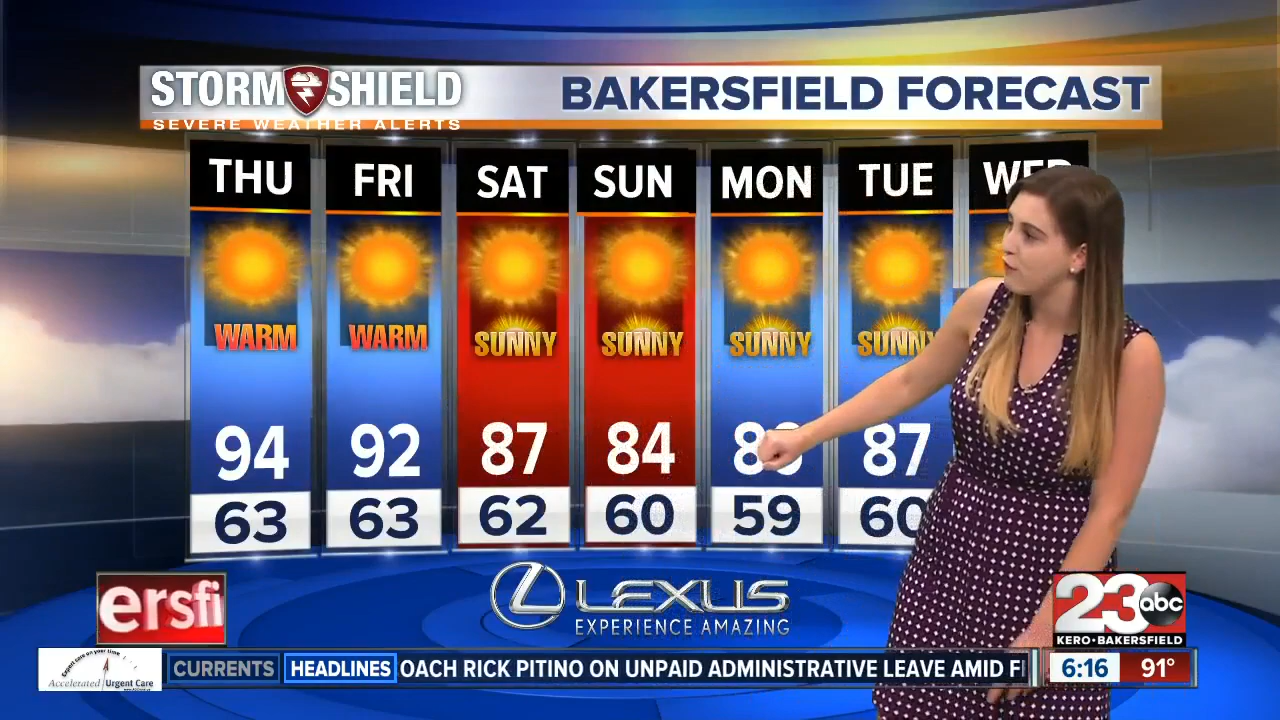 STORM SHIELD
SEVERE WEATHER ALERTS
BAKERSFIELD FORECAST
THU FRI SAT SUN MON TUE WED
WARM WARM SUNNY SUNNY SUNNY SUNNY
94 92 87 84 87
63 63 62 60 59 60
LEXUS
EXPERIENCE AMAZING
ersfi
23 abc
KERO•BAKERSFIELD
Accelerated Urgent Care
CURRENTS HEADLINES OACH RICK PITINO ON UNPAID ADMINISTRATIVE LEAVE AMID F
6:16 91°